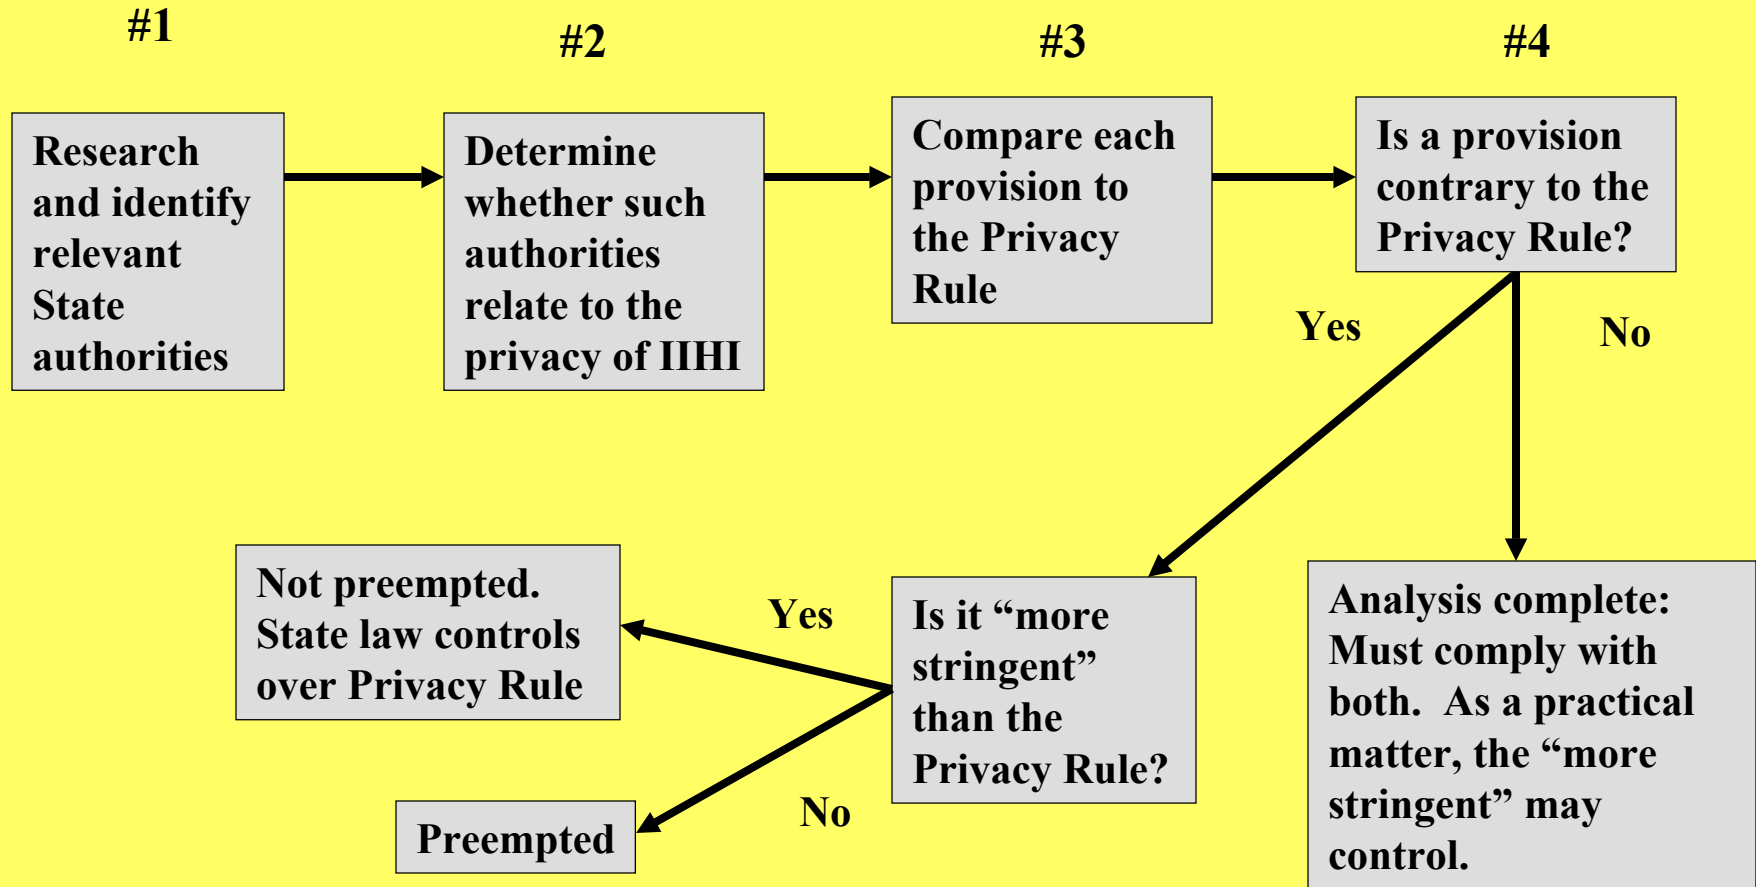 #1
#2
#3
#4
Research
and identify
relevant
State
authorities
Determine
whether such
authorities
relate to the
privacy of IIHI
Compare each
provision to
the Privacy
Rule
Is a provision
contrary to the
Privacy Rule?
Yes
No
Not preempted.
State law controls
over Privacy Rule
Yes
Is it “more
stringent”
than the
Privacy Rule?
No
Preempted
Analysis complete:
Must comply with
both.  As a practical
matter, the “more
stringent” may
control.